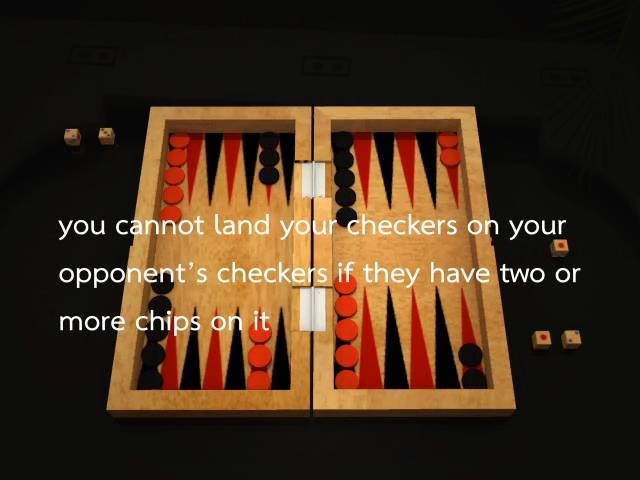 you cannot land your checkers on your
opponent’s checkers if they have two or
more chips on it